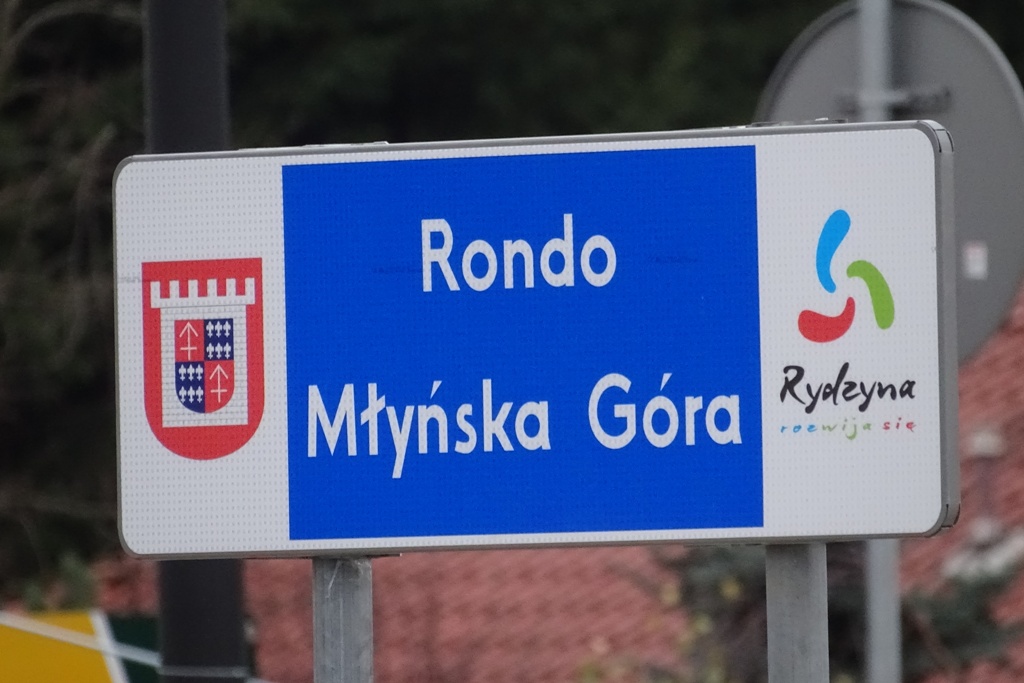 Rondo
Młyńska Góra
Rydzyna
rozwija się